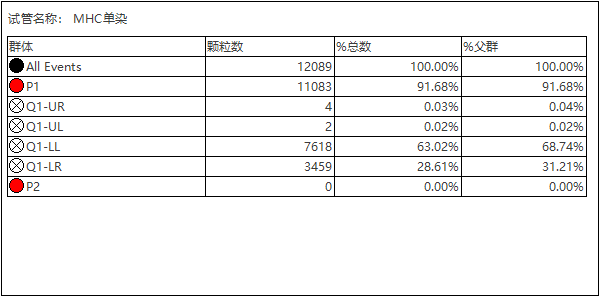 试管名称： MHC单染
群体 颗粒数 %总数 %父群
All Events 12089 100.00% 100.00%
P1 11083 91.68% 91.68%
Q1-UR 4 0.03% 0.04%
Q1-UL 2 0.02% 0.02%
Q1-LL 7618 63.02% 68.74%
Q1-LR 3459 28.61% 31.21%
P2 0 0.00% 0.00%